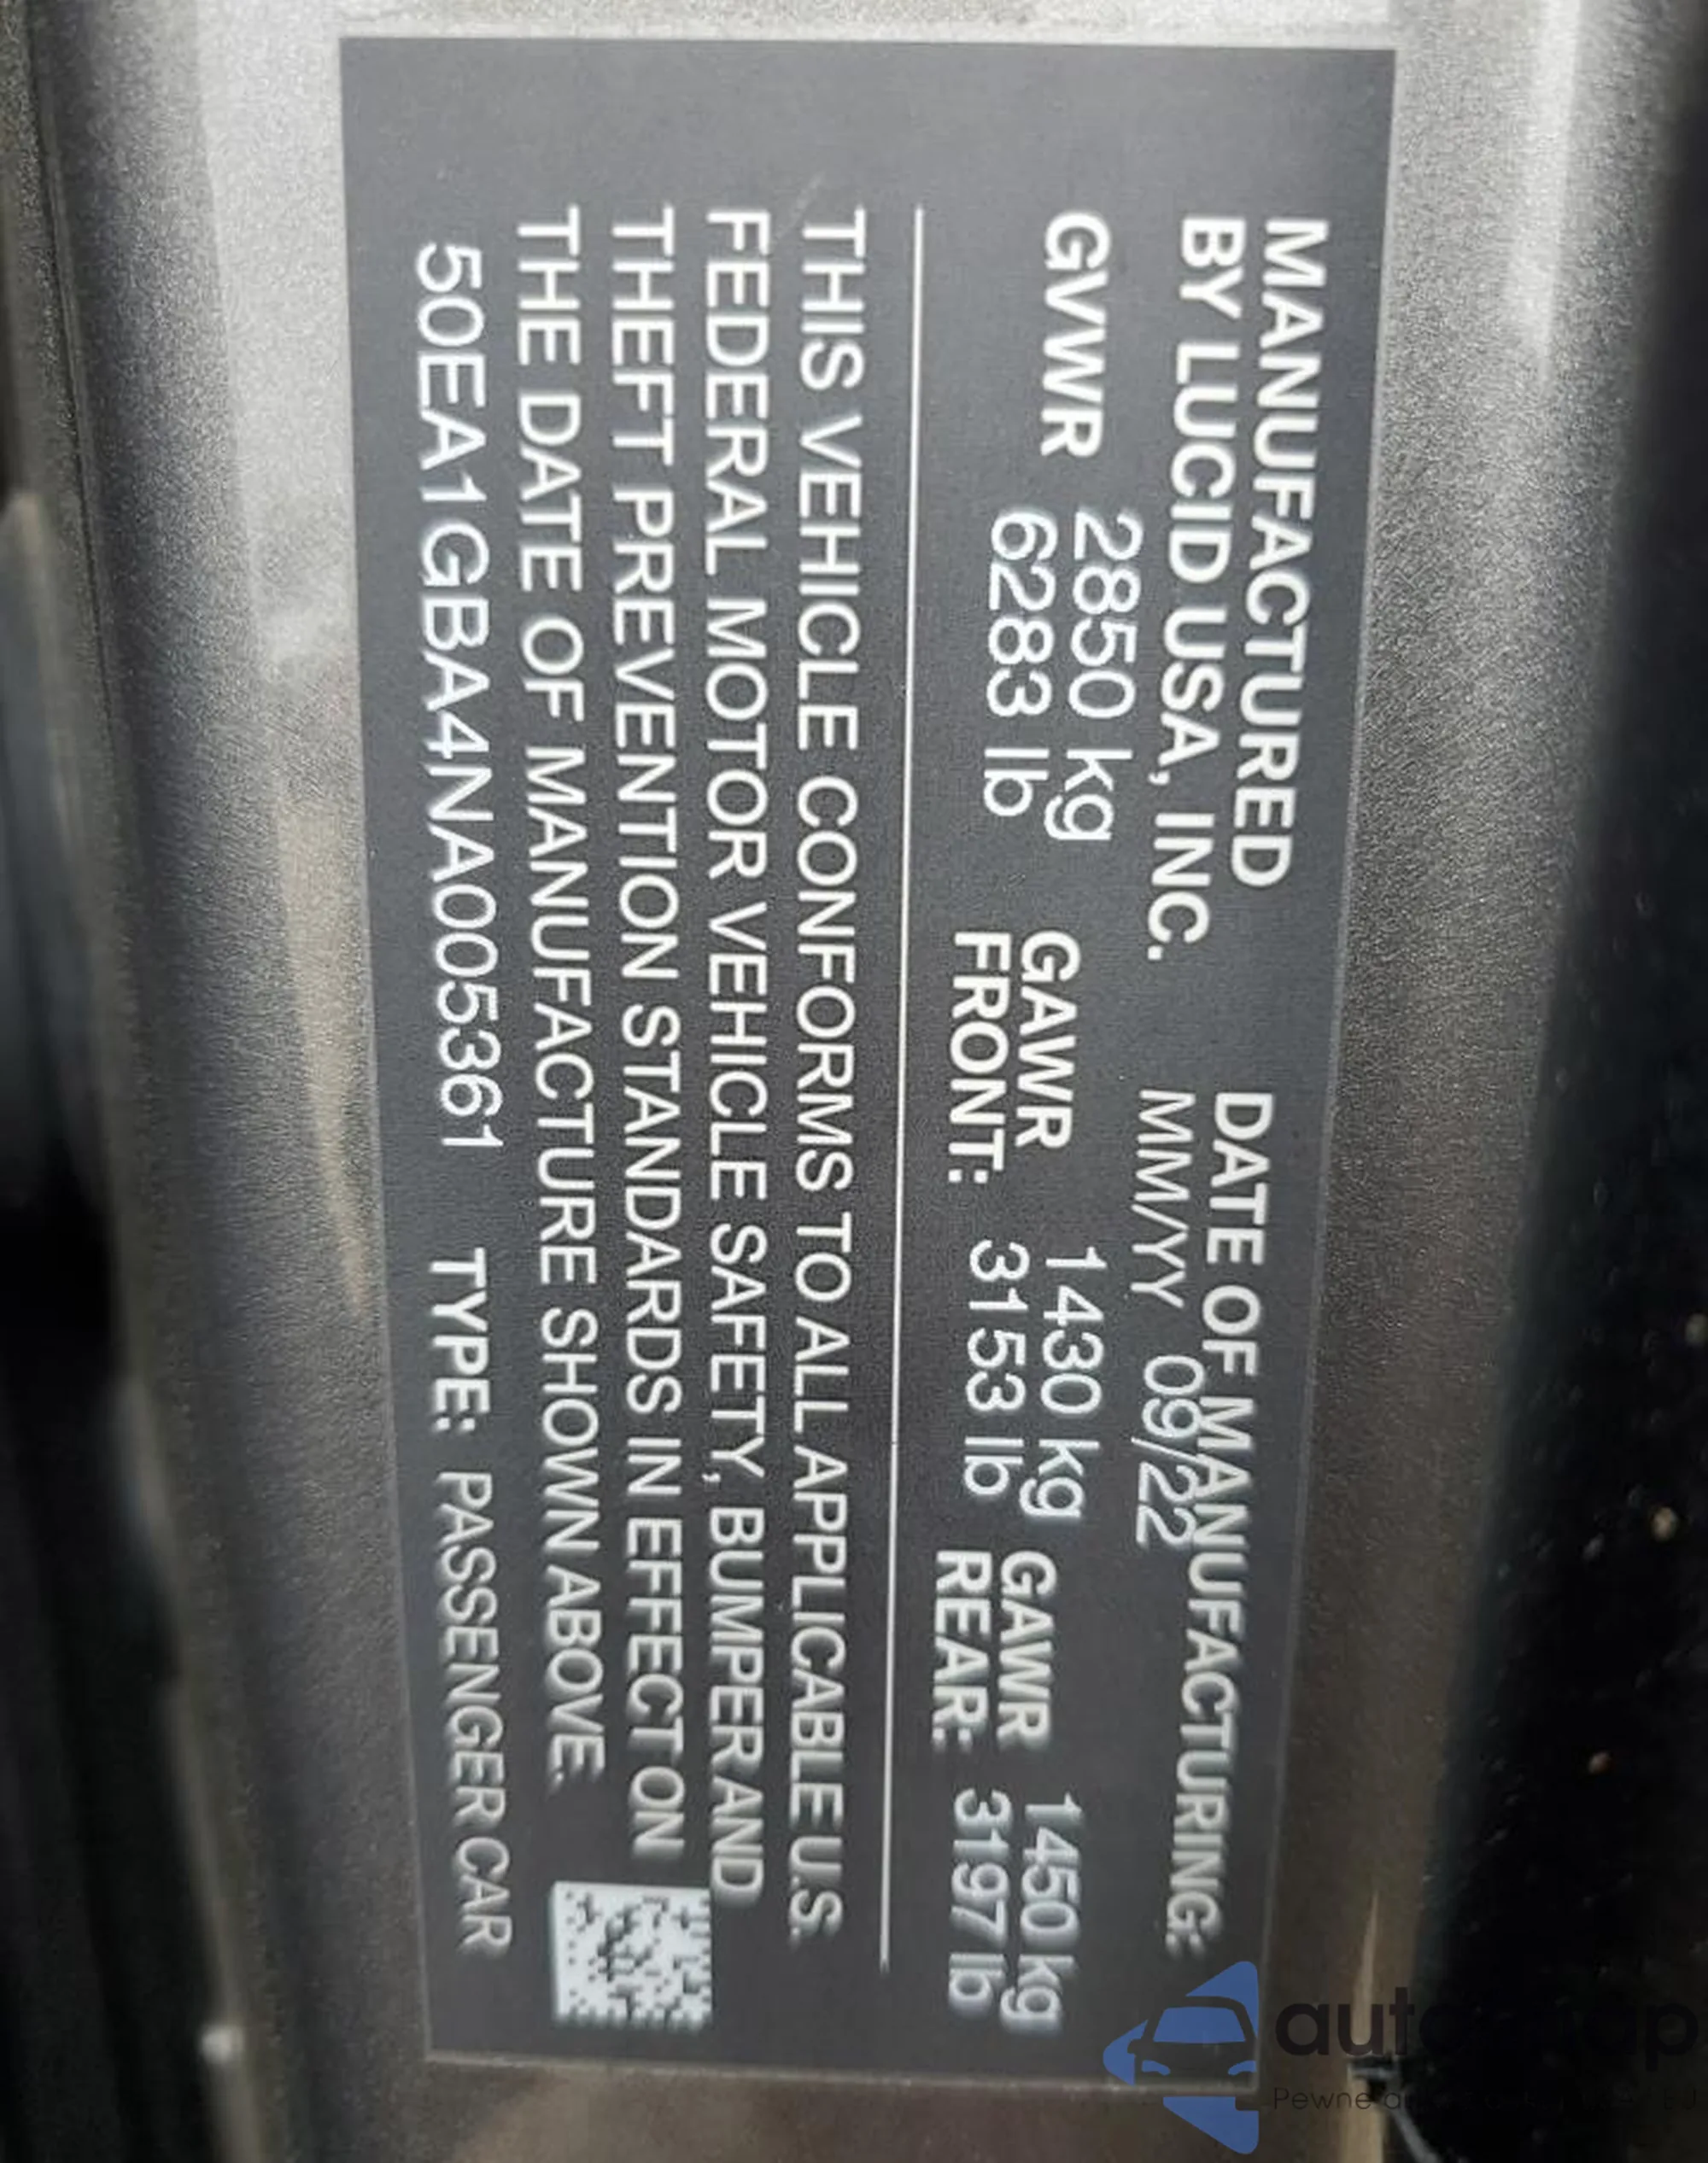 MANUFACTURED
BY LUCID USA, INC.
DATE OF MANUFACTURING:
MM/YY 09/22
GVWR 2850 kg
6283 lb
GAWR
FRONT: 1430 kg
3153 lb
GAWR
REAR: 1450 kg
3197 lb
THIS VEHICLE CONFORMS TO ALL APPLICABLE U.S.
FEDERAL MOTOR VEHICLE SAFETY, BUMPER AND
THEFT PREVENTION STANDARDS IN EFFECT ON
THE DATE OF MANUFACTURE SHOWN ABOVE.
50EA1GBA4NA005361 TYPE: PASSENGER CAR
Pewne